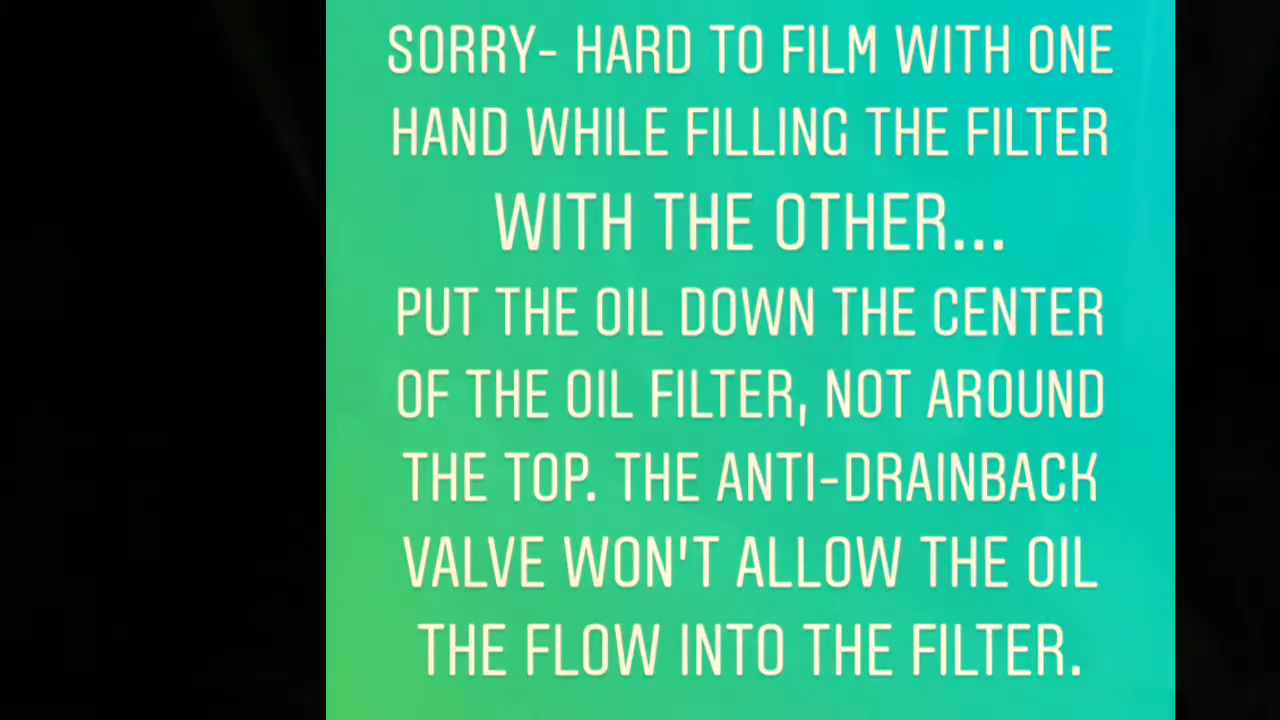 SORRY- HARD TO FILM WITH ONE
HAND WHILE FILLING THE FILTER
WITH THE OTHER...
PUT THE OIL DOWN THE CENTER
OF THE OIL FILTER, NOT AROUND
THE TOP. THE ANTI-DRAINBACK
VALVE WON'T ALLOW THE OIL
THE FLOW INTO THE FILTER.